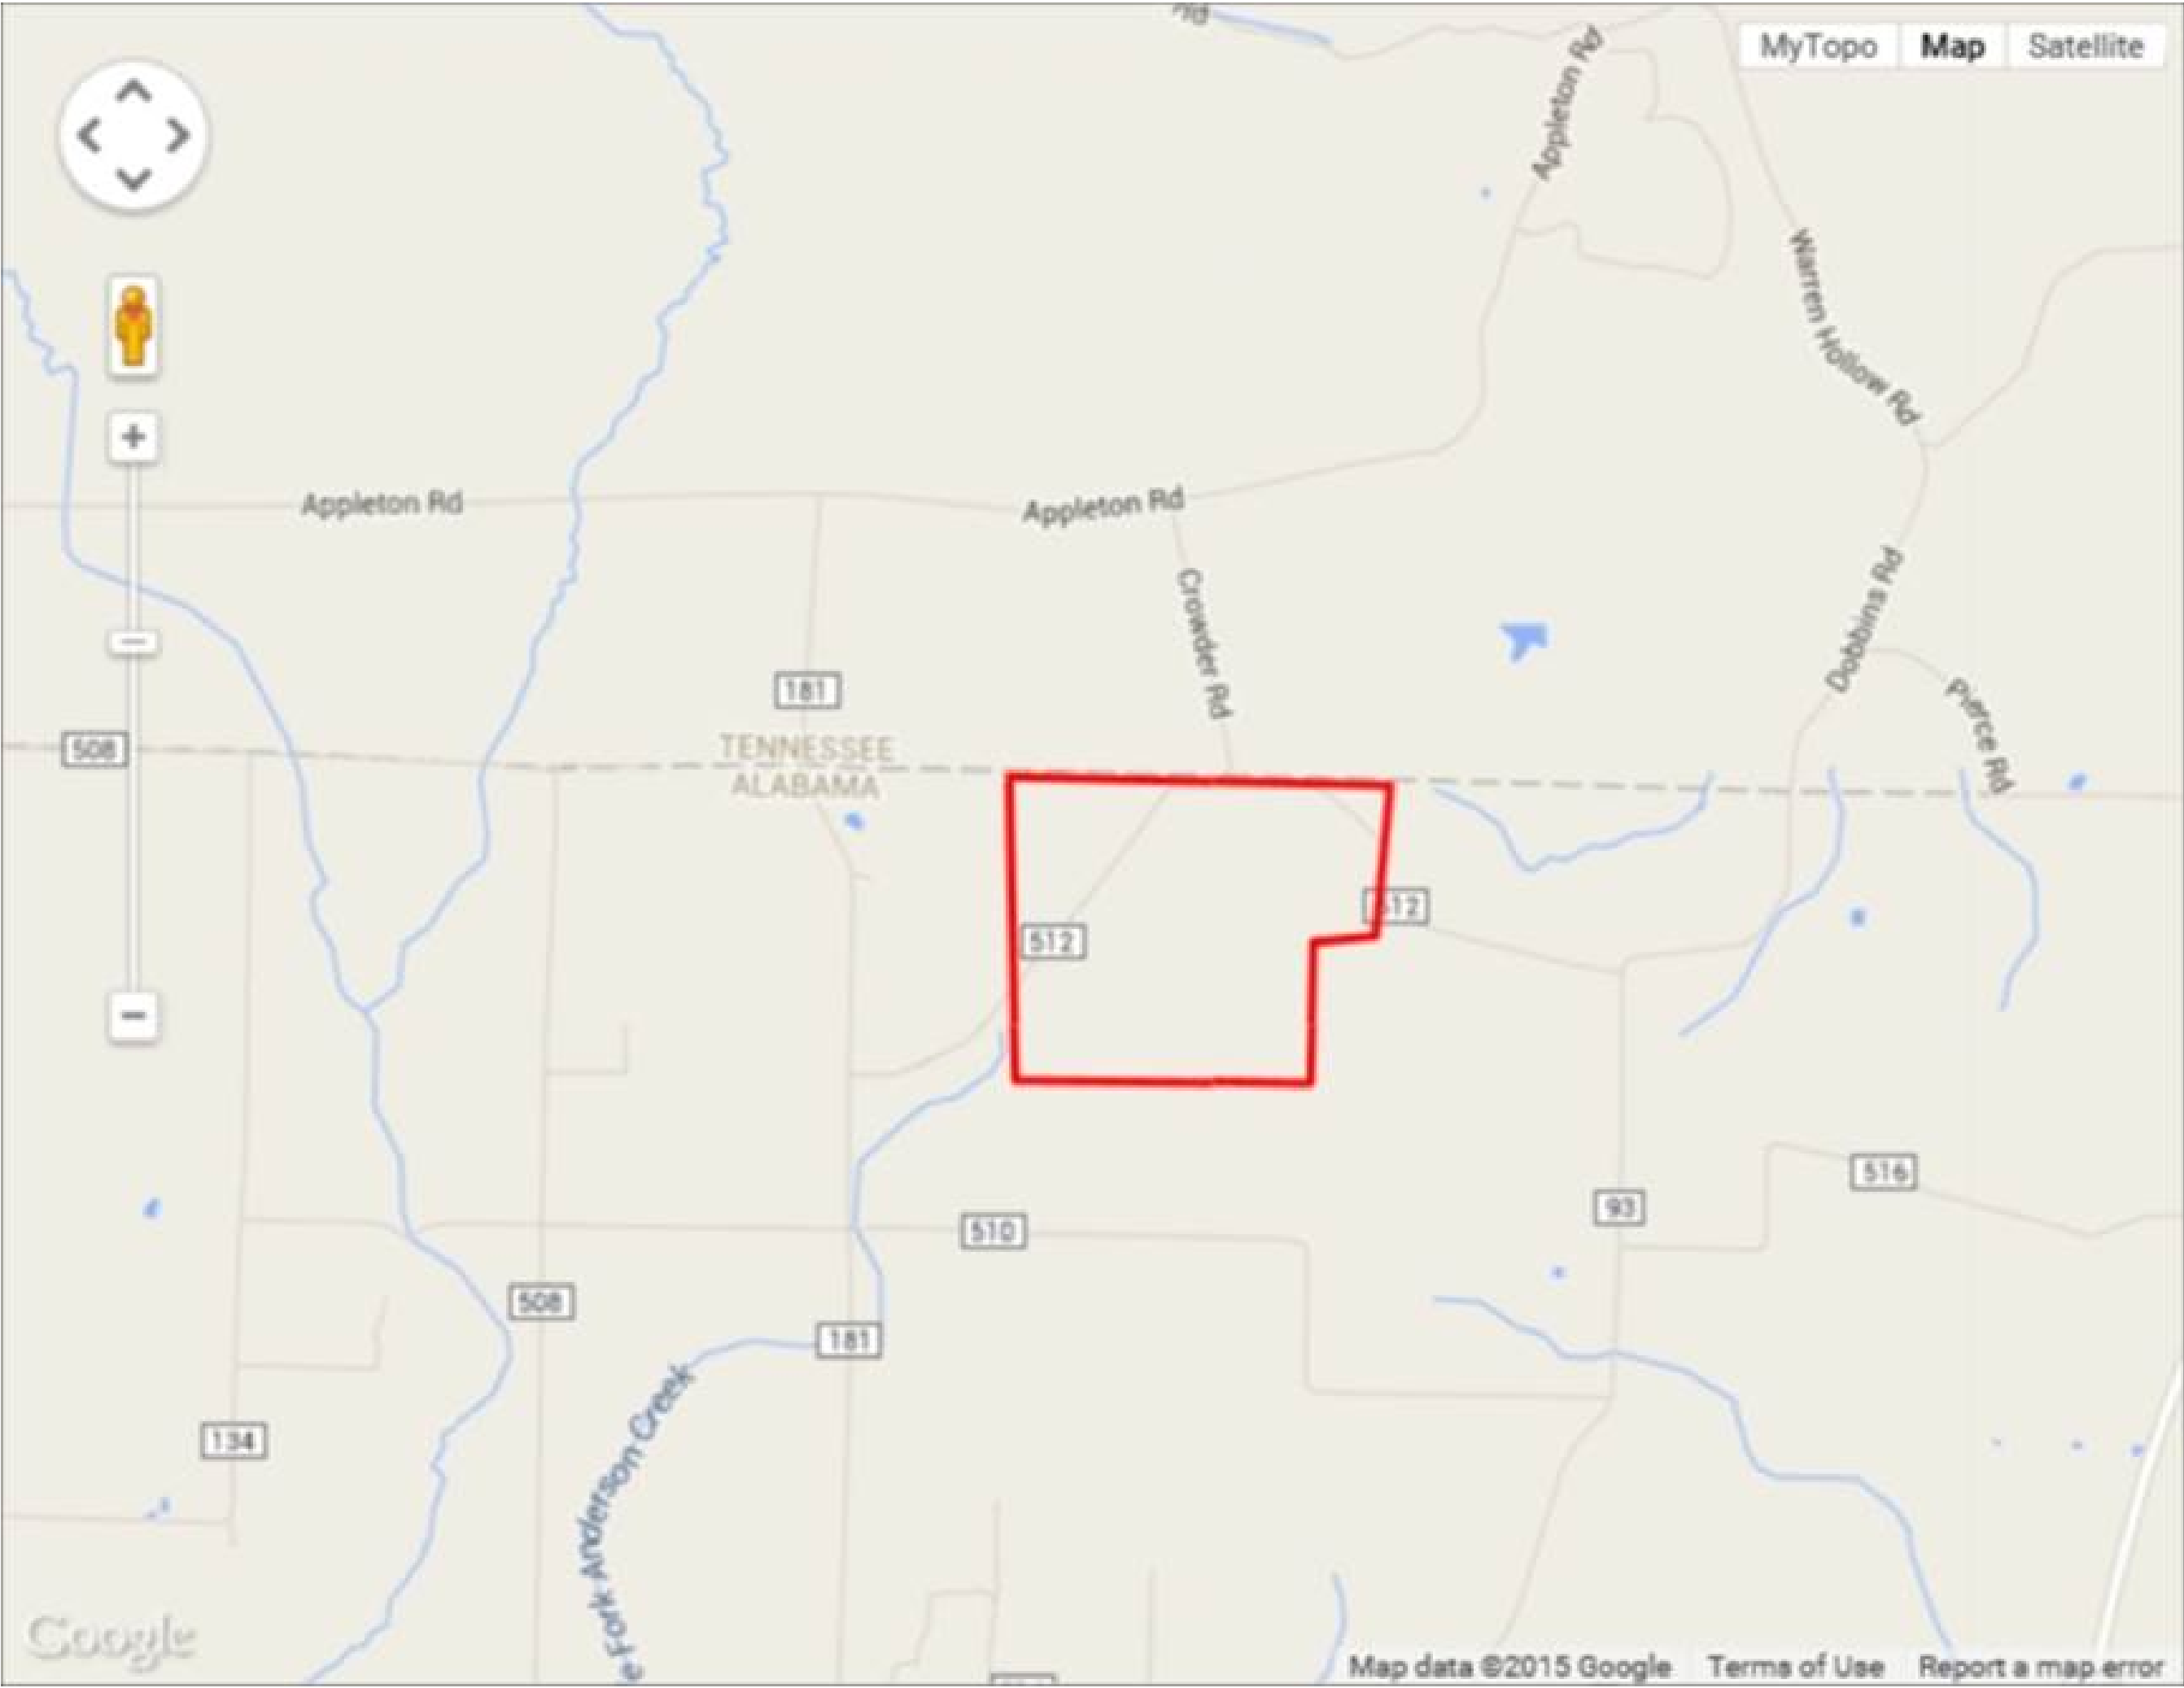 Rd
MyTopo
Map
Satellite
Appleton Rd
Warren Hollow Rd
Appleton Rd
Appleton Rd
Crowder Rd
Dobbins Rd
Pierce Rd
181
508
TENNESSEE
ALABAMA
512
512
516
93
510
508
181
134
e Fork Anderson Creek
Google
Map data ©2015 Google
Terms of Use
Report a map error